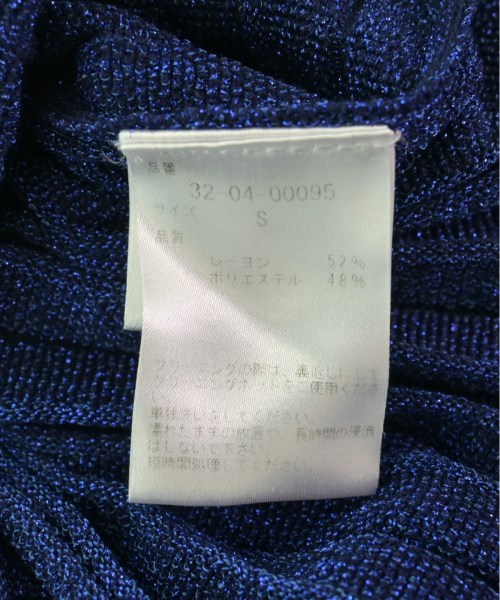 品番
32-04-00095
サイズ
S
品質
レーヨン 52%
ポリエステル 48%
クリーニングの際は、裏返しにして
クリーニングネットをご使用くださ
単独洗いをしてください。
濡れたままの放置や、長時間の浸漬
はしないで下さい。
短時間処理してください。